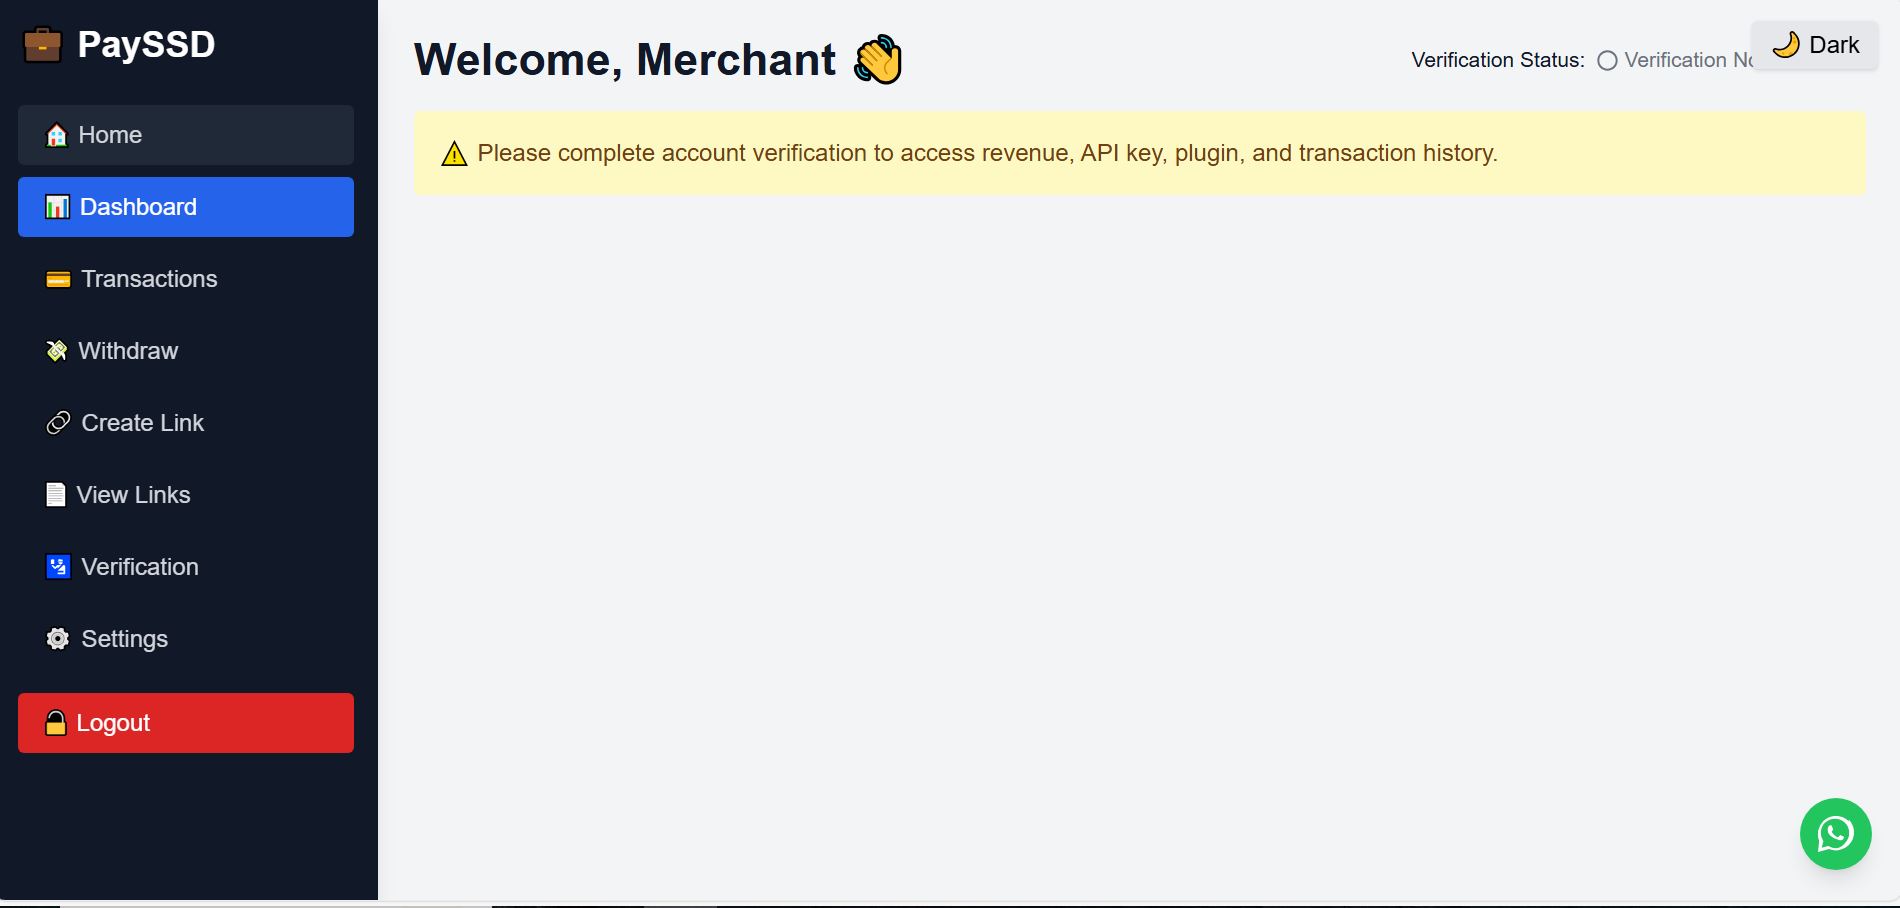 PaySSD
Home
Dashboard
Transactions
Withdraw
Create Link
View Links
Verification
Settings
Logout
Welcome, Merchant
Verification Status: Verification
Dark
Please complete account verification to access revenue, API key, plugin, and transaction history.